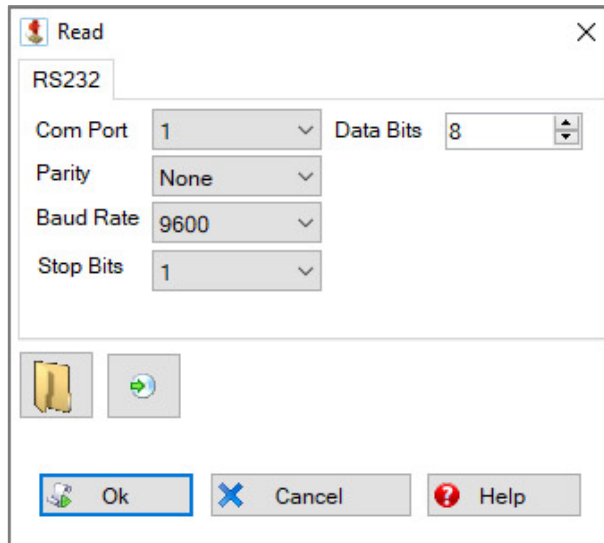 Read
RS232
Com Port 1 Data Bits 8
Parity None
Baud Rate 9600
Stop Bits 1
Ok Cancel Help